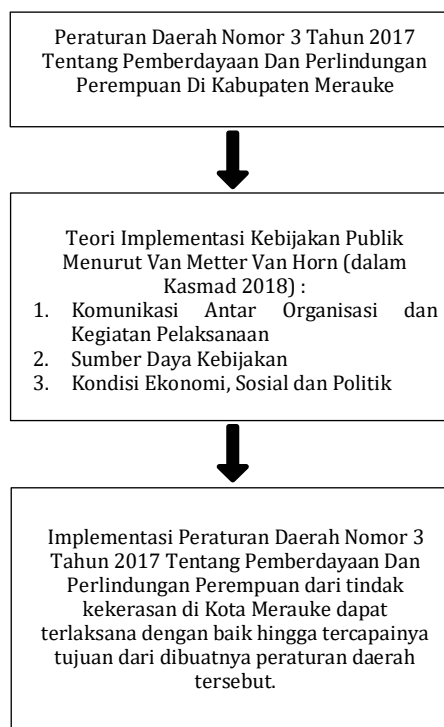 Peraturan Daerah Nomor 3 Tahun 2017
Tentang Pemberdayaan Dan Perlindungan
Perempuan Di Kabupaten Merauke
Teori Implementasi Kebijakan Publik
Menurut Van Metter Van Horn (dalam
Kasmad 2018) :
1. Komunikasi Antar Organisasi dan
Kegiatan Pelaksanaan
2. Sumber Daya Kebijakan
3. Kondisi Ekonomi, Sosial dan Politik
Implementasi Peraturan Daerah Nomor 3
Tahun 2017 Tentang Pemberdayaan Dan
Perlindungan Perempuan dari tindak
kekerasan di Kota Merauke dapat
terlaksana dengan baik hingga tercapainya
tujuan dari dibuatnya peraturan daerah
tersebut.